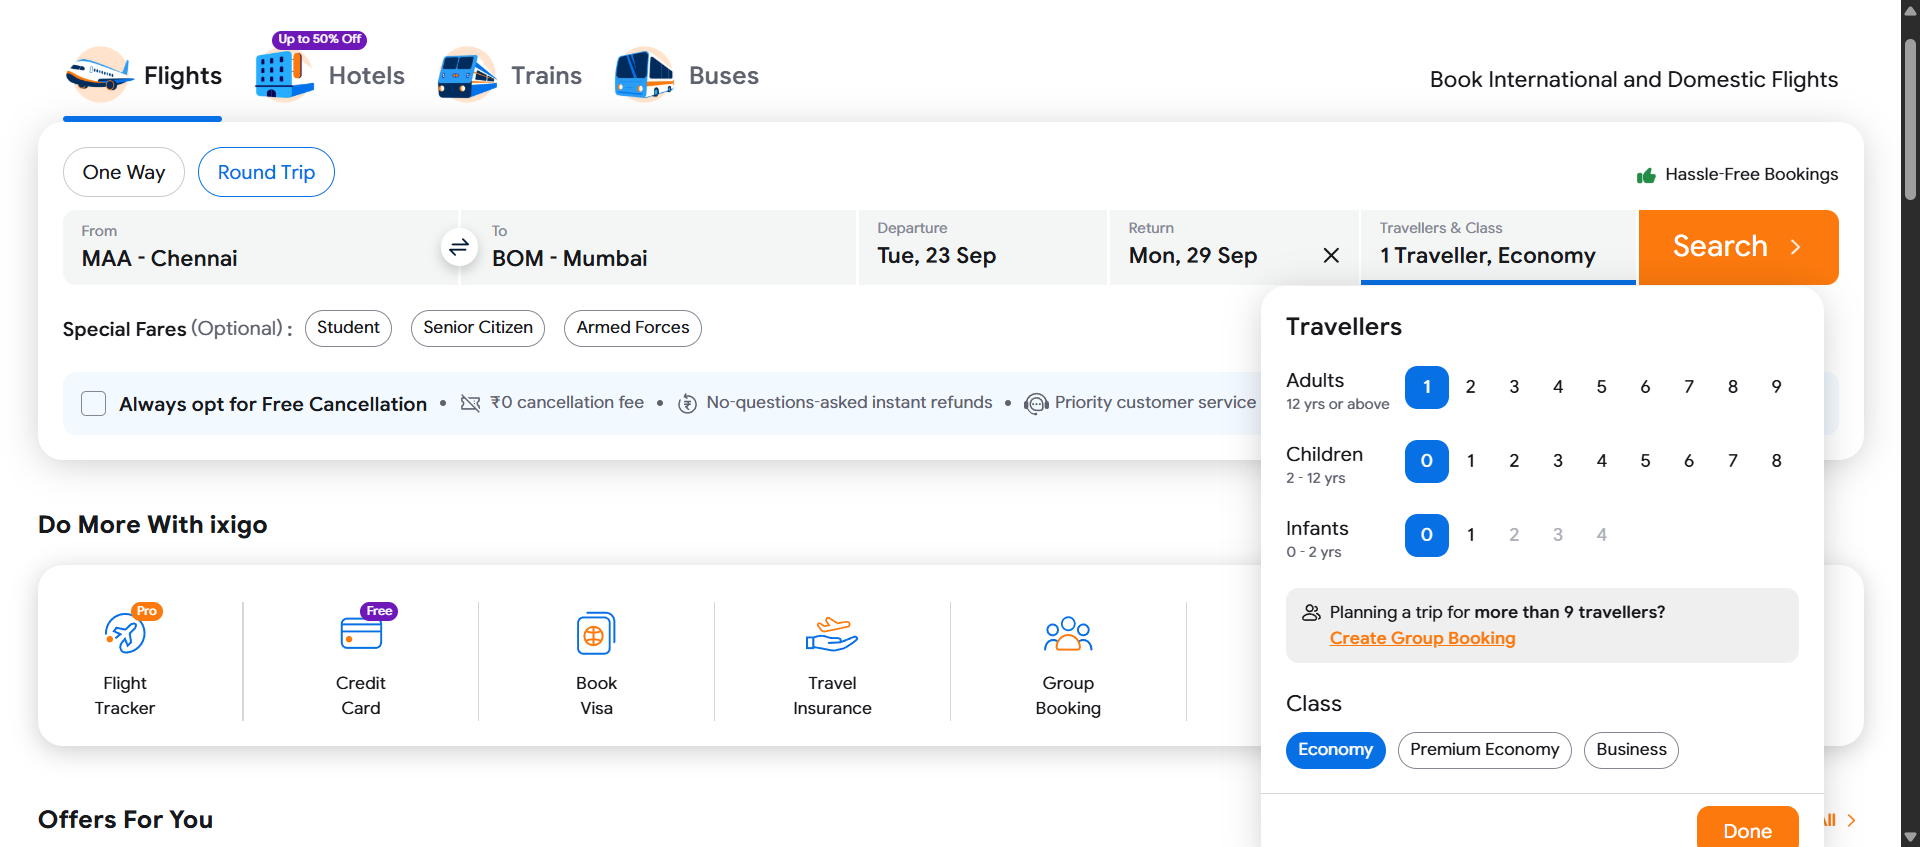 Up to 50% Off
Flights
Hotels
Trains
Buses
Book International and Domestic Flights
One Way
Round Trip
Hassle-Free Bookings
From
MAA - Chennai
To
BOM - Mumbai
Departure
Tue, 23 Sep
Return
Mon, 29 Sep
Travellers & Class
1 Traveller, Economy
Search
Special Fares (Optional) :
Student
Senior Citizen
Armed Forces
Always opt for Free Cancellation • ₹0 cancellation fee • No-questions-asked instant refunds • Priority customer service
Travellers
Adults
12 yrs or above
1 2 3 4 5 6 7 8 9
Children
2 - 12 yrs
0 1 2 3 4 5 6 7 8
Infants
0 - 2 yrs
0 1 2 3 4
Planning a trip for more than 9 travellers?
Create Group Booking
Class
Economy
Premium Economy
Business
Done
Do More With ixigo
Pro
Flight
Tracker
Free
Credit
Card
Book
Visa
Travel
Insurance
Group
Booking
Offers For You